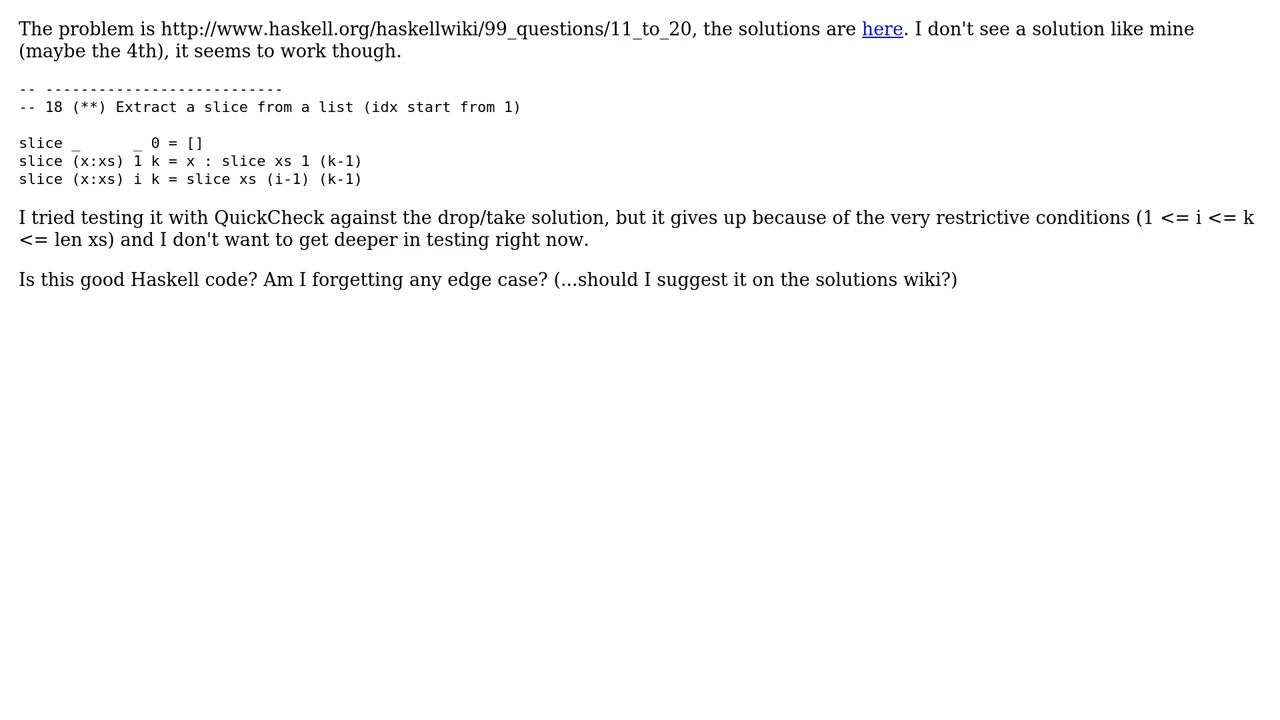 The problem is http://www.haskell.org/haskellwiki/99_questions/11_to_20, the solutions are here. I don't see a solution like mine
(maybe the 4th), it seems to work though.
-- ---------------------------
-- 18 (**) Extract a slice from a list (idx start from 1)
slice _      _ 0 = []
slice (x:xs) 1 k = x : slice xs 1 (k-1)
slice (x:xs) i k = slice xs (i-1) (k-1)
I tried testing it with QuickCheck against the drop/take solution, but it gives up because of the very restrictive conditions (1 <= i <= k
<= len xs) and I don't want to get deeper in testing right now.
Is this good Haskell code? Am I forgetting any edge case? (...should I suggest it on the solutions wiki?)